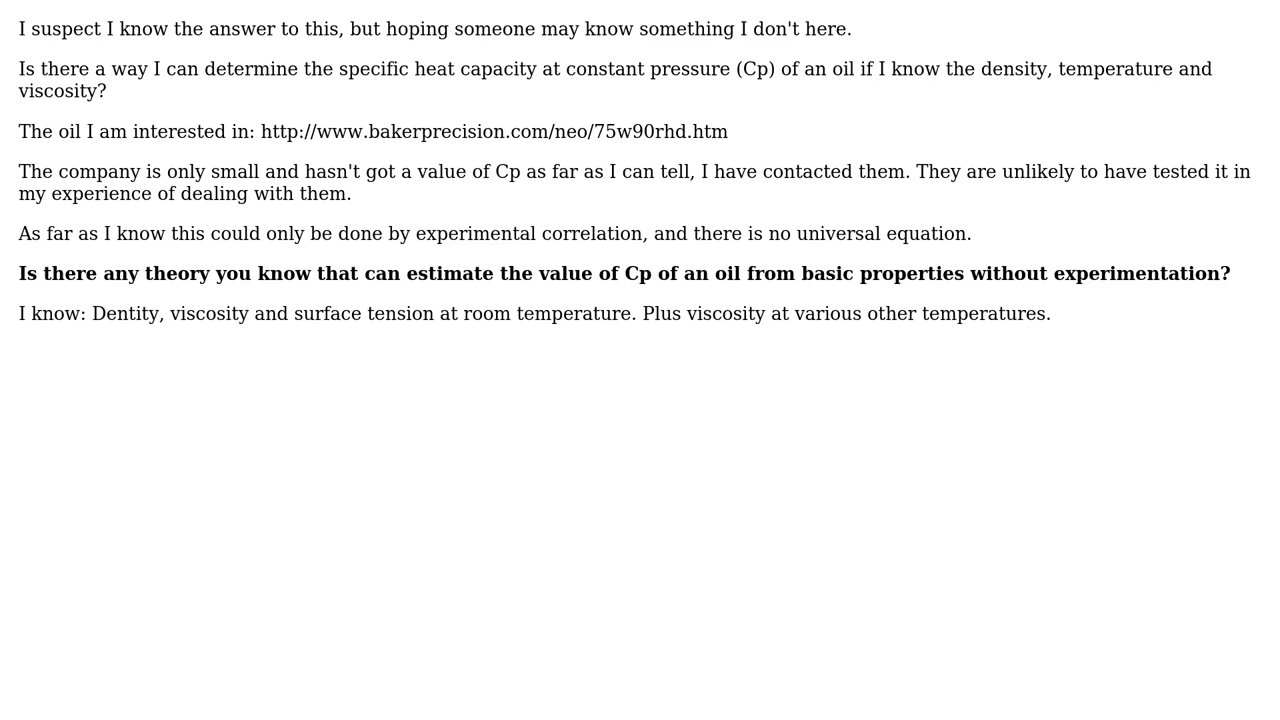 I suspect I know the answer to this, but hoping someone may know something I don't here.
Is there a way I can determine the specific heat capacity at constant pressure (Cp) of an oil if I know the density, temperature and
viscosity?
The oil I am interested in: http://www.bakerprecision.com/neo/75w90rhd.htm
The company is only small and hasn't got a value of Cp as far as I can tell, I have contacted them. They are unlikely to have tested it in
my experience of dealing with them.
As far as I know this could only be done by experimental correlation, and there is no universal equation.
Is there any theory you know that can estimate the value of Cp of an oil from basic properties without experimentation?
I know: Dentity, viscosity and surface tension at room temperature. Plus viscosity at various other temperatures.